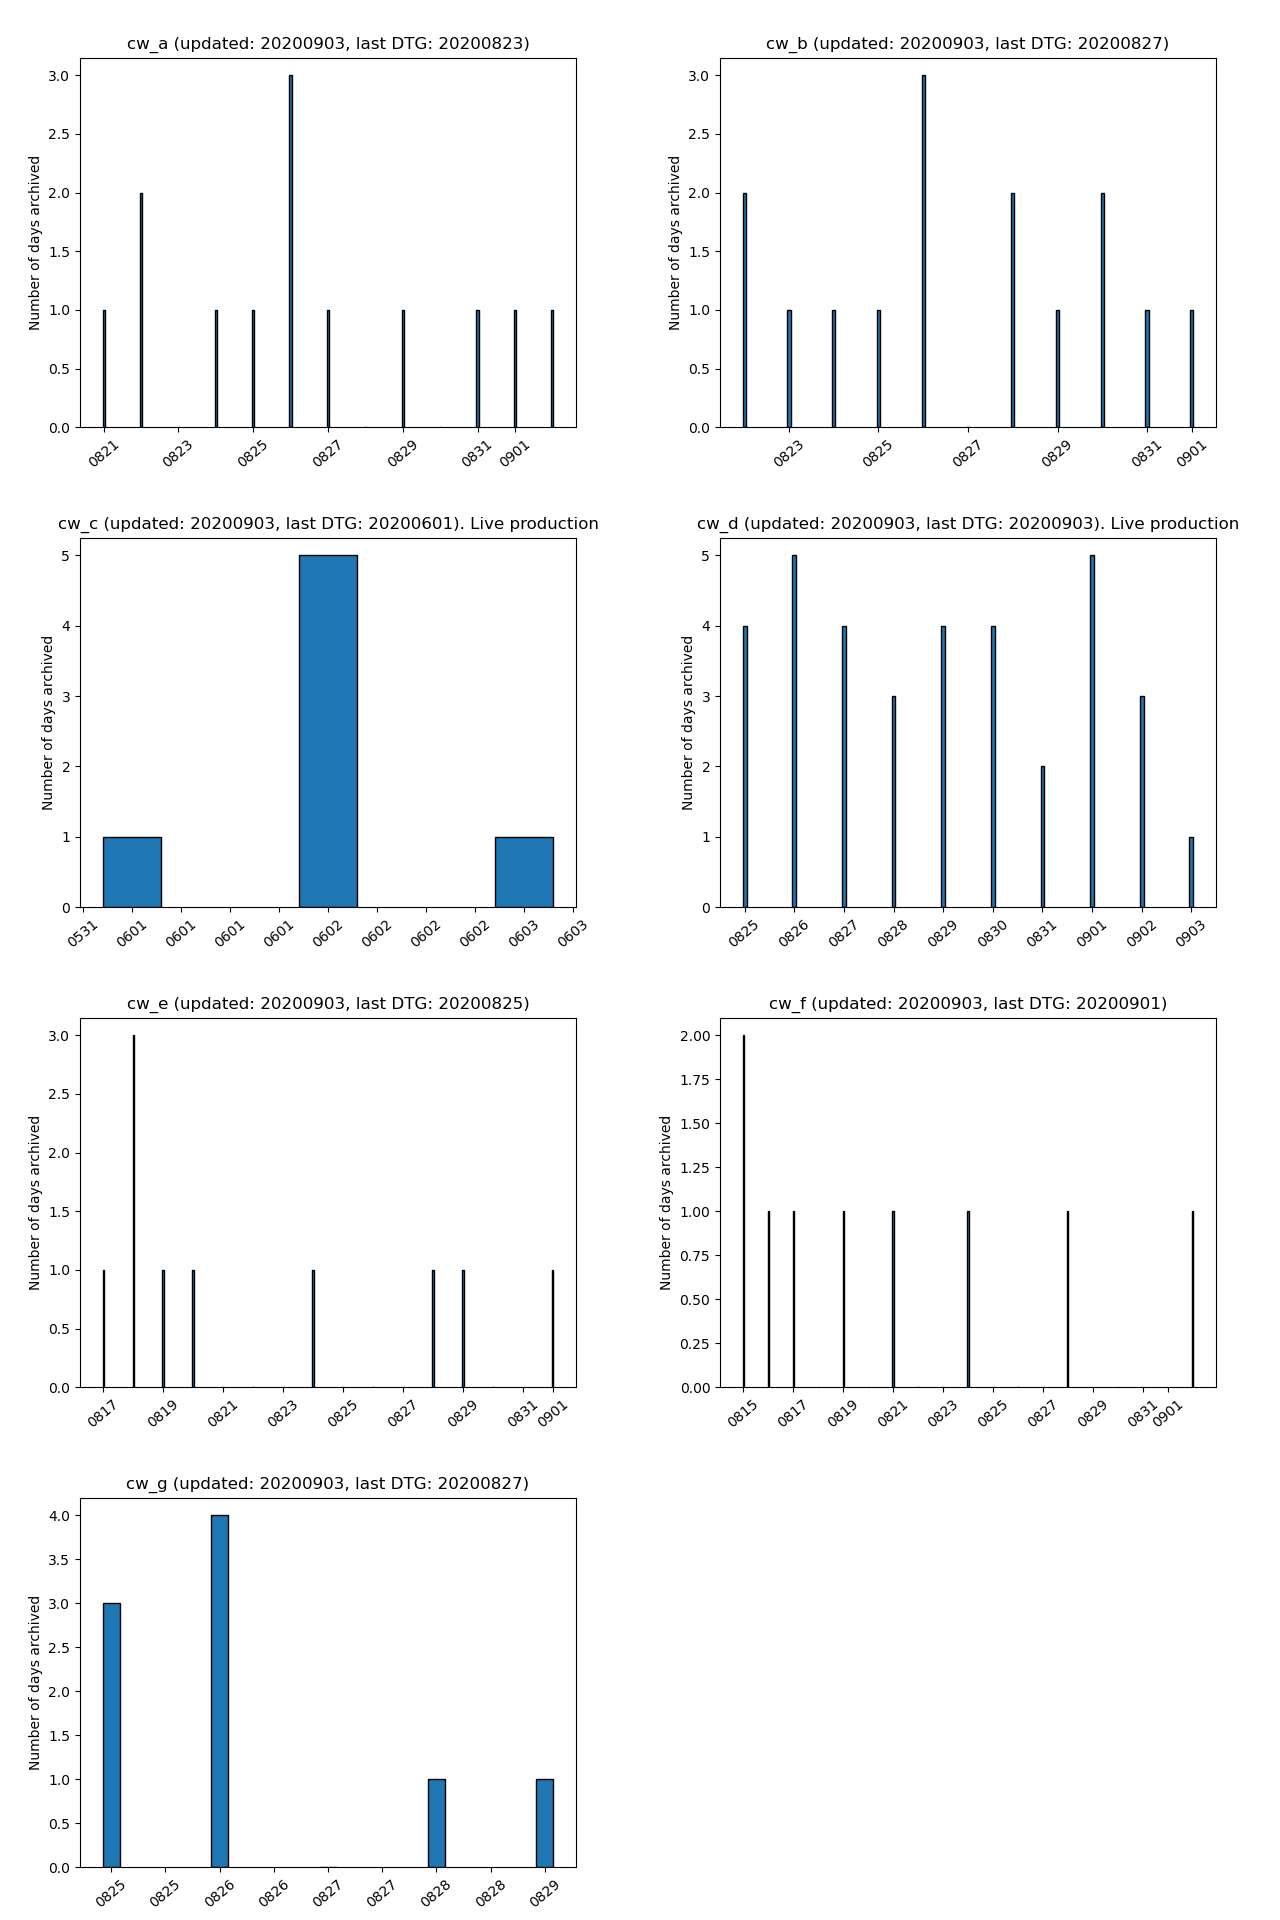 cw_a (updated: 20200903, last DTG: 20200823)
Number of days archived
3.0
2.5
2.0
1.5
1.0
0.5
0.0
0821 0823 0825 0827 0829 0831 0901
cw_b (updated: 20200903, last DTG: 20200827)
Number of days archived
3.0
2.5
2.0
1.5
1.0
0.5
0.0
0823 0825 0827 0829 0831 0901
cw_c (updated: 20200903, last DTG: 20200601). Live production
Number of days archived
5
4
3
2
1
0
0531 0601 0601 0601 0601 0602 0602 0602 0602 0603 0603
cw_d (updated: 20200903, last DTG: 20200903). Live production
Number of days archived
5
4
3
2
1
0
0825 0826 0827 0828 0829 0830 0831 0901 0902 0903
cw_e (updated: 20200903, last DTG: 20200825)
Number of days archived
3.0
2.5
2.0
1.5
1.0
0.5
0.0
0817 0819 0821 0823 0825 0827 0829 0831 0901
cw_f (updated: 20200903, last DTG: 20200901)
Number of days archived
2.00
1.75
1.50
1.25
1.00
0.75
0.50
0.25
0.00
0815 0817 0819 0821 0823 0825 0827 0829 0831 0901
cw_g (updated: 20200903, last DTG: 20200827)
Number of days archived
4.0
3.5
3.0
2.5
2.0
1.5
1.0
0.5
0.0
0825 0825 0826 0826 0827 0827 0828 0828 0829